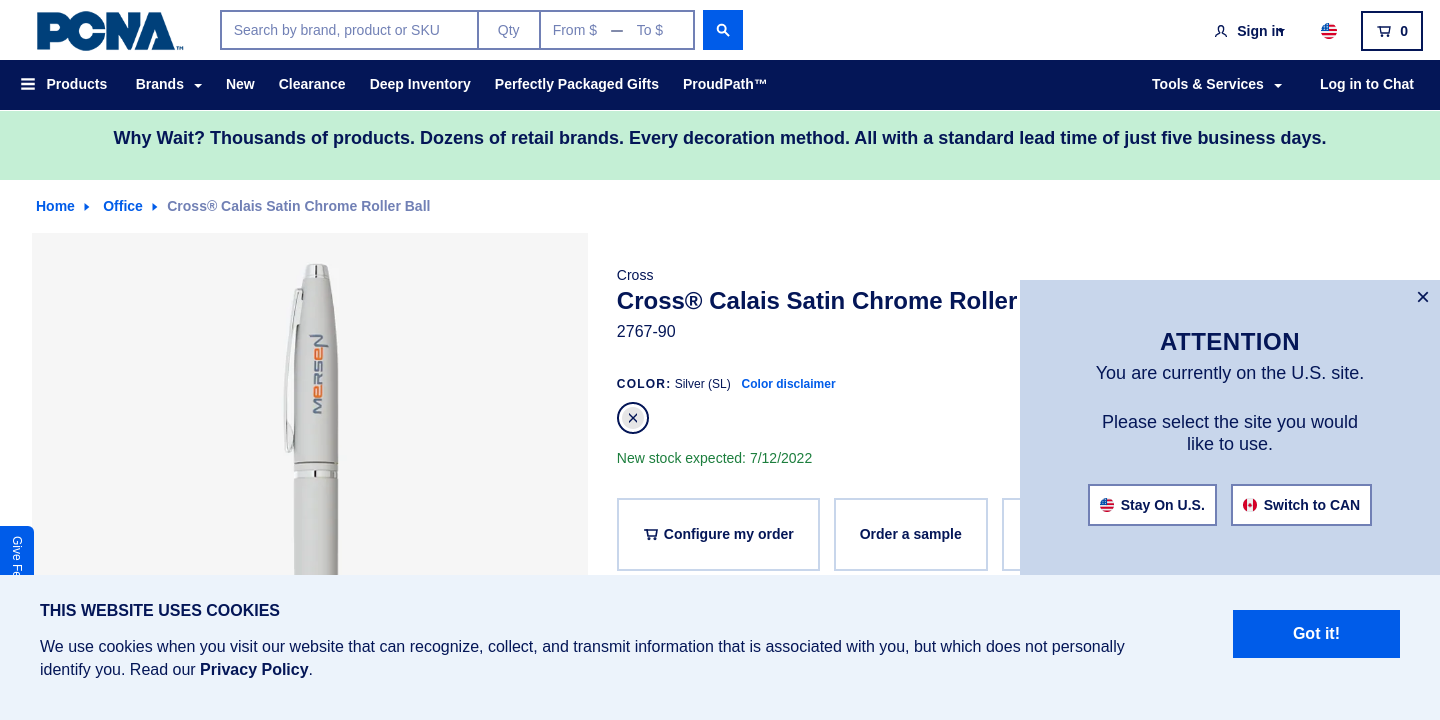 PCNA™
Search by brand, product or SKU
Qty
From $ — To $
Sign in
0
Products
Brands
New
Clearance
Deep Inventory
Perfectly Packaged Gifts
ProudPath™
Tools & Services
Log in to Chat
Why Wait? Thousands of products. Dozens of retail brands. Every decoration method. All with a standard lead time of just five business days.
Home
Office
Cross® Calais Satin Chrome Roller Ball
MERSEN
Cross
Cross® Calais Satin Chrome Roller
2767-90
COLOR: Silver (SL) Color disclaimer
New stock expected: 7/12/2022
Configure my order
Order a sample
×
ATTENTION
You are currently on the U.S. site.
Please select the site you would
like to use.
Stay On U.S.
Switch to CAN
Give
THIS WEBSITE USES COOKIES
We use cookies when you visit our website that can recognize, collect, and transmit information that is associated with you, but which does not personally
identify you. Read our Privacy Policy.
Got it!